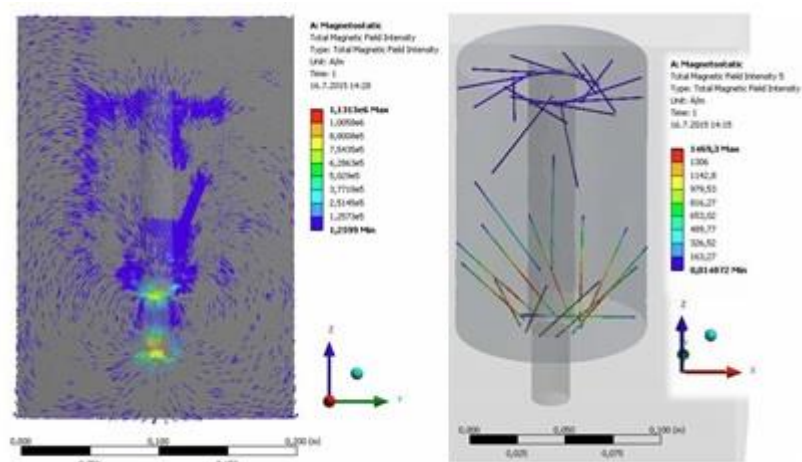 A: Magnetostatic
Total Magnetic Field Intensity
Type: Total Magnetic Field Intensity
Unit: A/m
Time: 1
16.7.2015 14:28
1,1313e6 Max
1,0058e6
8,8008e5
7,5435e5
6,2863e5
5,029e5
3,7718e5
2,5145e5
1,2573e5
1,2595 Min
Z
Y
0,000
0,100
0,200 (m)
A: Magnetostatic
Total Magnetic Field Intensity 5
Type: Total Magnetic Field Intensity
Unit: A/m
Time: 1
16.7.2015 14:15
1469,3 Max
1306
1142,8
979,53
816,27
653,02
489,77
326,52
163,27
0,014872 Min
Z
X
0,000
0,050
0,100 (m)
0,025
0,075